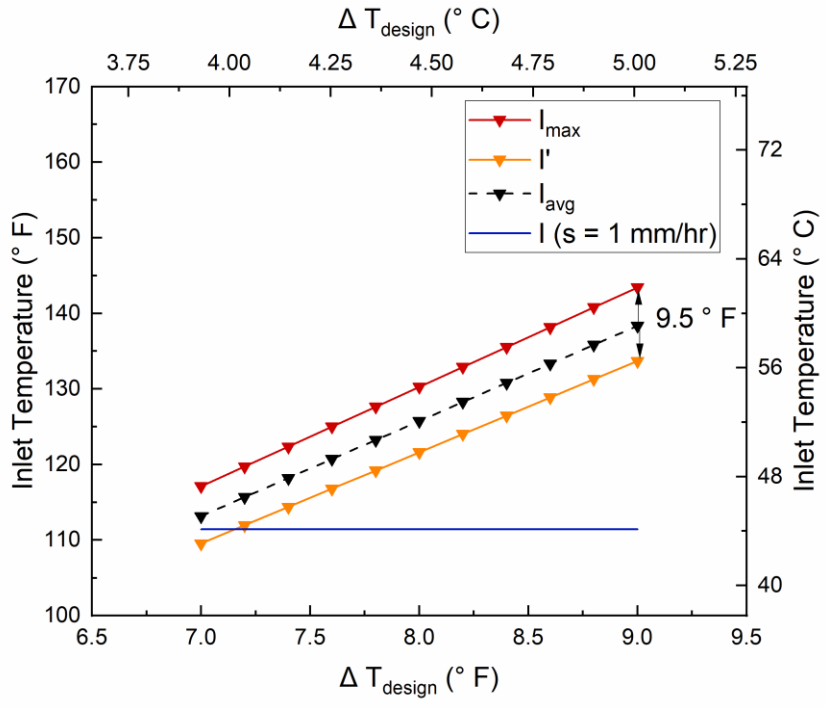 Δ T_design (° C)
3.75 4.00 4.25 4.50 4.75 5.00 5.25
170
160
150
140
130
120
110
100
Inlet Temperature (° F)
I_max
I'
I_avg
I (s = 1 mm/hr)
9.5 ° F
72
64
56
48
40
Inlet Temperature (° C)
6.5 7.0 7.5 8.0 8.5 9.0 9.5
Δ T_design (° F)